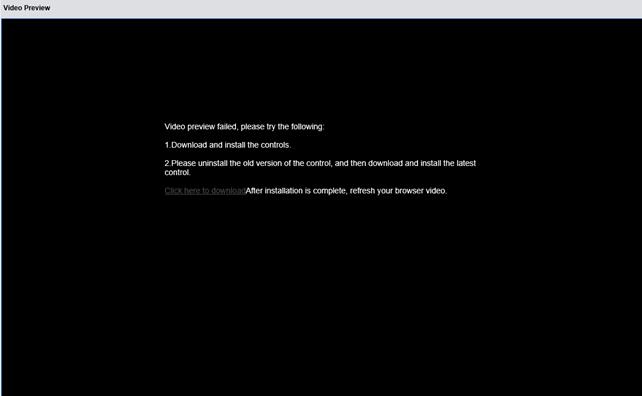 Video Preview
Video preview failed, please try the following:
1.Download and install the controls.
2.Please uninstall the old version of the control, and then download and install the latest
control.
Click here to downloadAfter installation is complete, refresh your browser video.